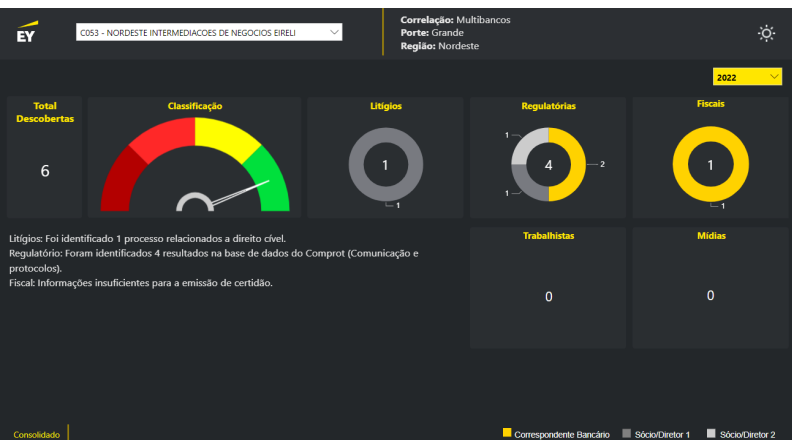 EY
C053 - NORDESTE INTERMEDIACOES DE NEGOCIOS EIRELI
Correlação: Multibancos
Porte: Grande
Região: Nordeste
2022
Total
Descobertas
6
Classificação
Litígios
1
1
Regulatórias
1
4
2
1
Fiscais
1
1
Litígios: Foi identificado 1 processo relacionados a direito cível.
Regulatório: Foram identificados 4 resultados na base de dados do Comprot (Comunicação e
protocolos).
Fiscal: Informações insuficientes para a emissão de certidão.
Trabalhistas
0
Mídias
0
Consolidado
Correspondente Bancário
Sócio/Diretor 1
Sócio/Diretor 2